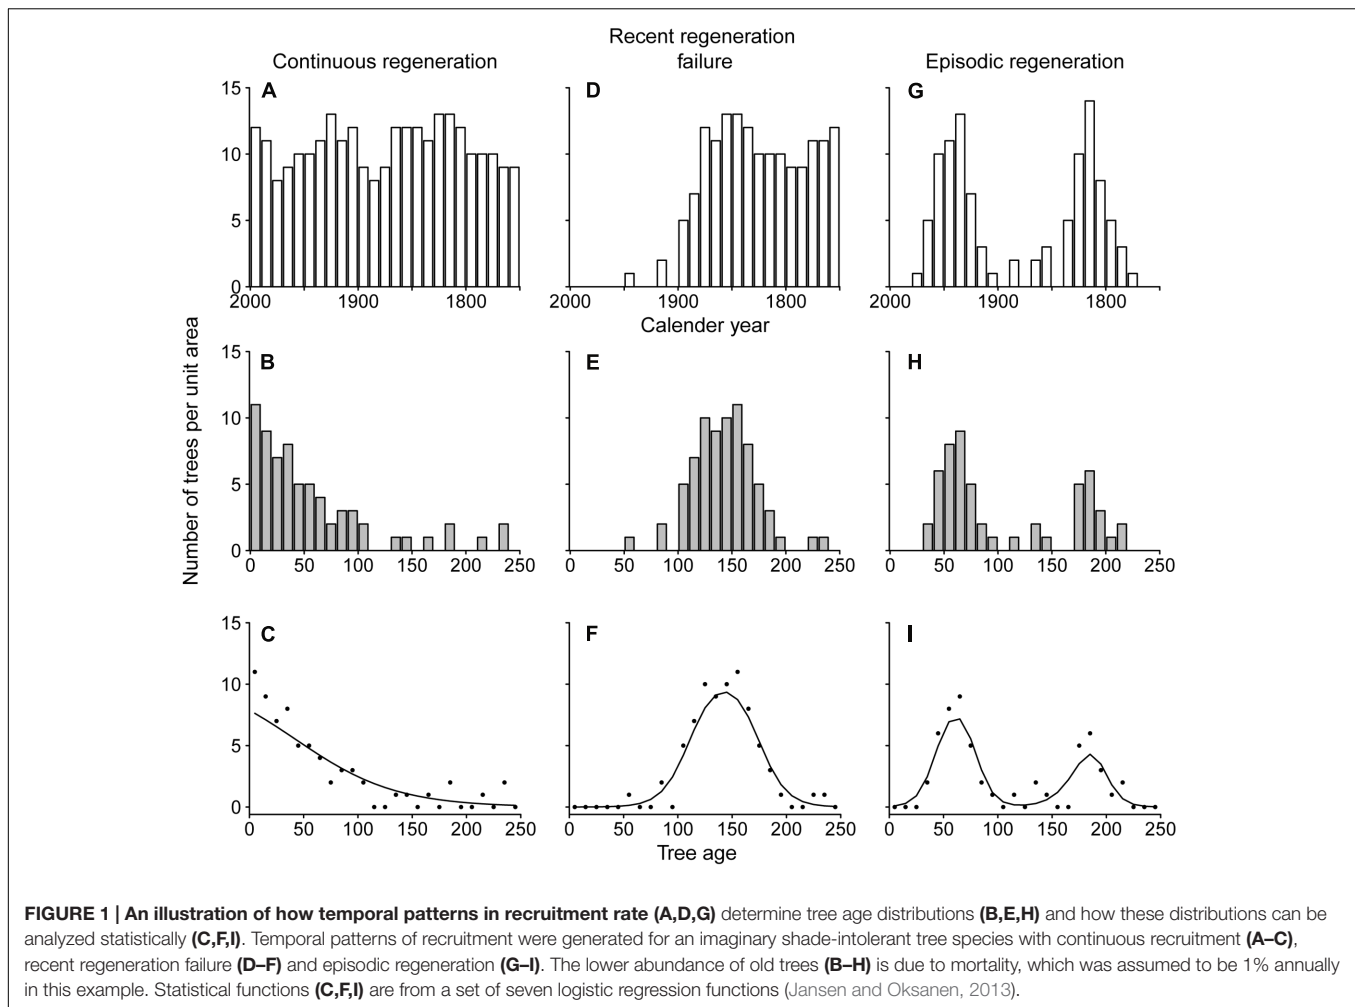 Continuous regeneration
Recent regeneration
failure
Episodic regeneration
A
D
G
15
10
5
0
2000 1900 1800
2000 1900 1800
2000 1900 1800
Calender year
Number of trees per unit area
B
E
H
15
10
5
0
0 50 100 150 200 250
0 50 100 150 200 250
0 50 100 150 200 250
C
F
I
15
10
5
0
0 50 100 150 200 250
0 50 100 150 200 250
0 50 100 150 200 250
Tree age
FIGURE 1 | An illustration of how temporal patterns in recruitment rate (A,D,G) determine tree age distributions (B,E,H) and how these distributions can be
analyzed statistically (C,F,I). Temporal patterns of recruitment were generated for an imaginary shade-intolerant tree species with continuous recruitment (A–C),
recent regeneration failure (D–F) and episodic regeneration (G–I). The lower abundance of old trees (B–H) is due to mortality, which was assumed to be 1% annually
in this example. Statistical functions (C,F,I) are from a set of seven logistic regression functions (Jansen and Oksanen, 2013).